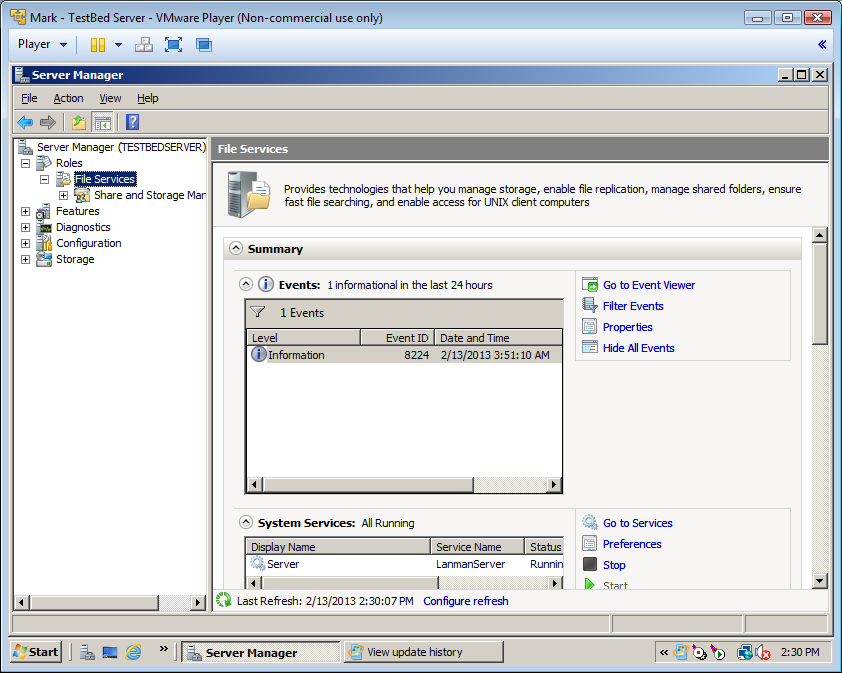 Mark - TestBed Server - VMware Player (Non-commercial use only)
Player
Server Manager
File Action View Help
Server Manager (TESTBEDSERVER)
Roles
File Services
Share and Storage Man
Features
Diagnostics
Configuration
Storage
File Services
Provides technologies that help you manage storage, enable file replication, manage shared folders, ensure
fast file searching, and enable access for UNIX client computers
Summary
Events: 1 informational in the last 24 hours
1 Events
Level Event ID Date and Time
Information 8224 2/13/2013 3:51:10 AM
Go to Event Viewer
Filter Events
Properties
Hide All Events
System Services: All Running
Display Name Service Name Status
Server LanmanServer Runnin
Go to Services
Preferences
Stop
Start
Last Refresh: 2/13/2013 2:30:07 PM Configure refresh
Start Server Manager View update history 2:30 PM